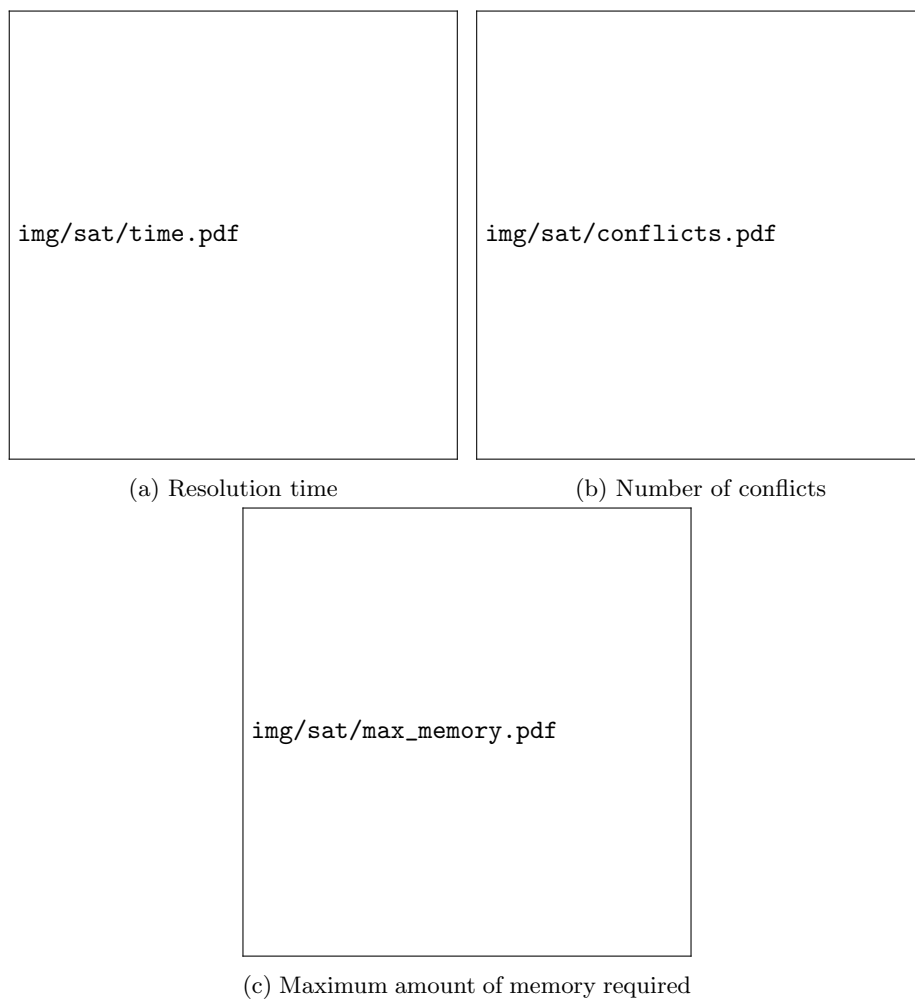 img/sat/time.pdf
img/sat/conflicts.pdf
(a) Resolution time
(b) Number of conflicts
img/sat/max_memory.pdf
(c) Maximum amount of memory required